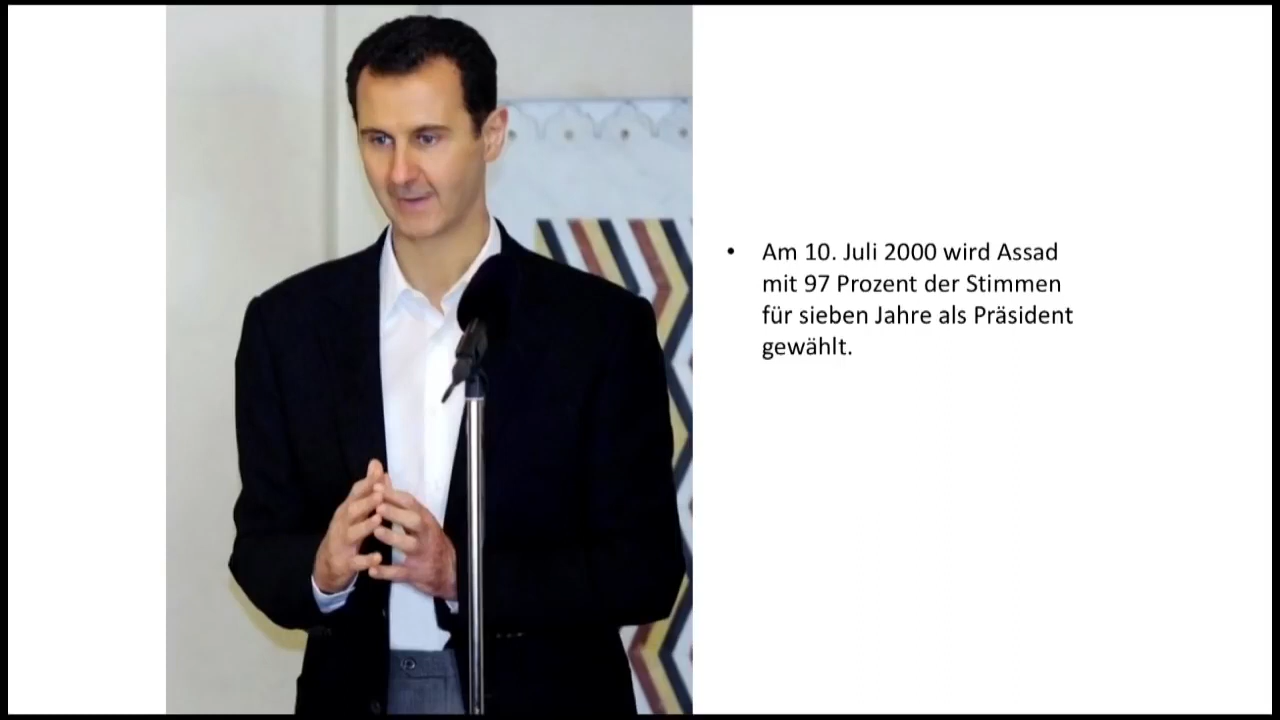 • Am 10. Juli 2000 wird Assad
mit 97 Prozent der Stimmen
für sieben Jahre als Präsident
gewählt.